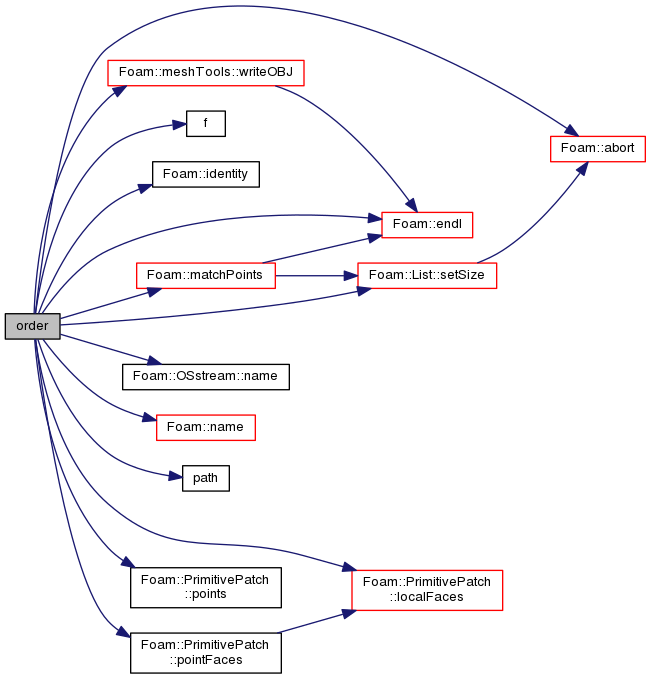 Foam::meshTools::writeOBJ
f
Foam::abort
Foam::identity
Foam::endl
Foam::matchPoints
Foam::List::setSize
order
Foam::OSstream::name
Foam::name
path
Foam::PrimitivePatch
::points
Foam::PrimitivePatch
::localFaces
Foam::PrimitivePatch
::pointFaces